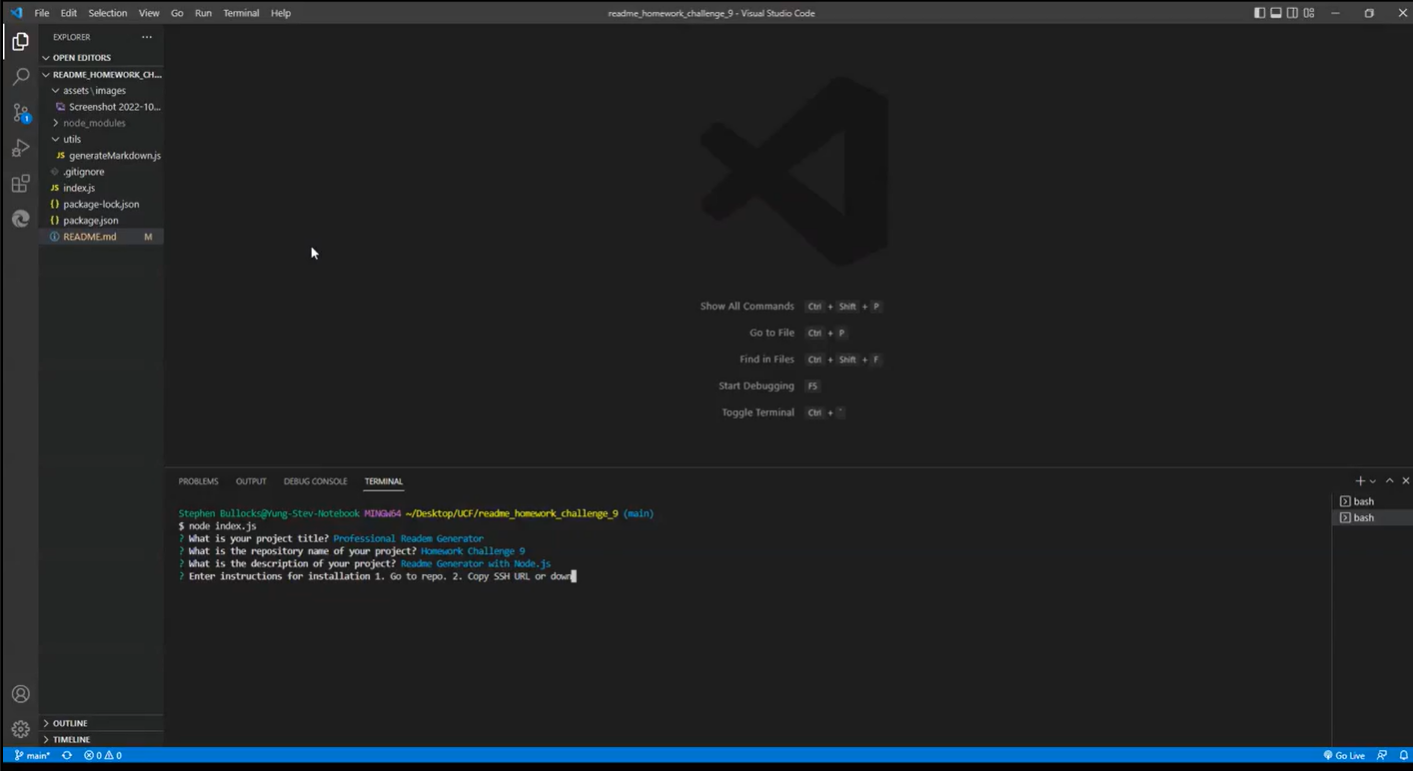 File Edit Selection View Go Run Terminal Help
readme_homework_challenge_9 - Visual Studio Code
EXPLORER
OPEN EDITORS
README_HOMEWORK_CH...
assets\images
Screenshot 2022-10...
node_modules
utils
JS generateMarkdown.js
.gitignore
JS index.js
{} package-lock.json
{} package.json
README.md M
OUTLINE
TIMELINE
1
Show All Commands Ctrl + Shift + P
Go to File Ctrl + P
Find in Files Ctrl + Shift + F
Start Debugging F5
Toggle Terminal Ctrl + `
PROBLEMS OUTPUT DEBUG CONSOLE TERMINAL
Stephen Bullocks@Yung-Stev-Notebook MINGW64 ~/Desktop/UCF/readme_homework_challenge_9 (main)
$ node index.js
? What is your project title? Professional Readem Generator
? What is the repository name of your project? Homework Challenge 9
? What is the description of your project? Readme Generator with Node.js
? Enter instructions for installation 1. Go to repo. 2. Copy SSH URL or down
bash
bash
main* 0 0
Go Live